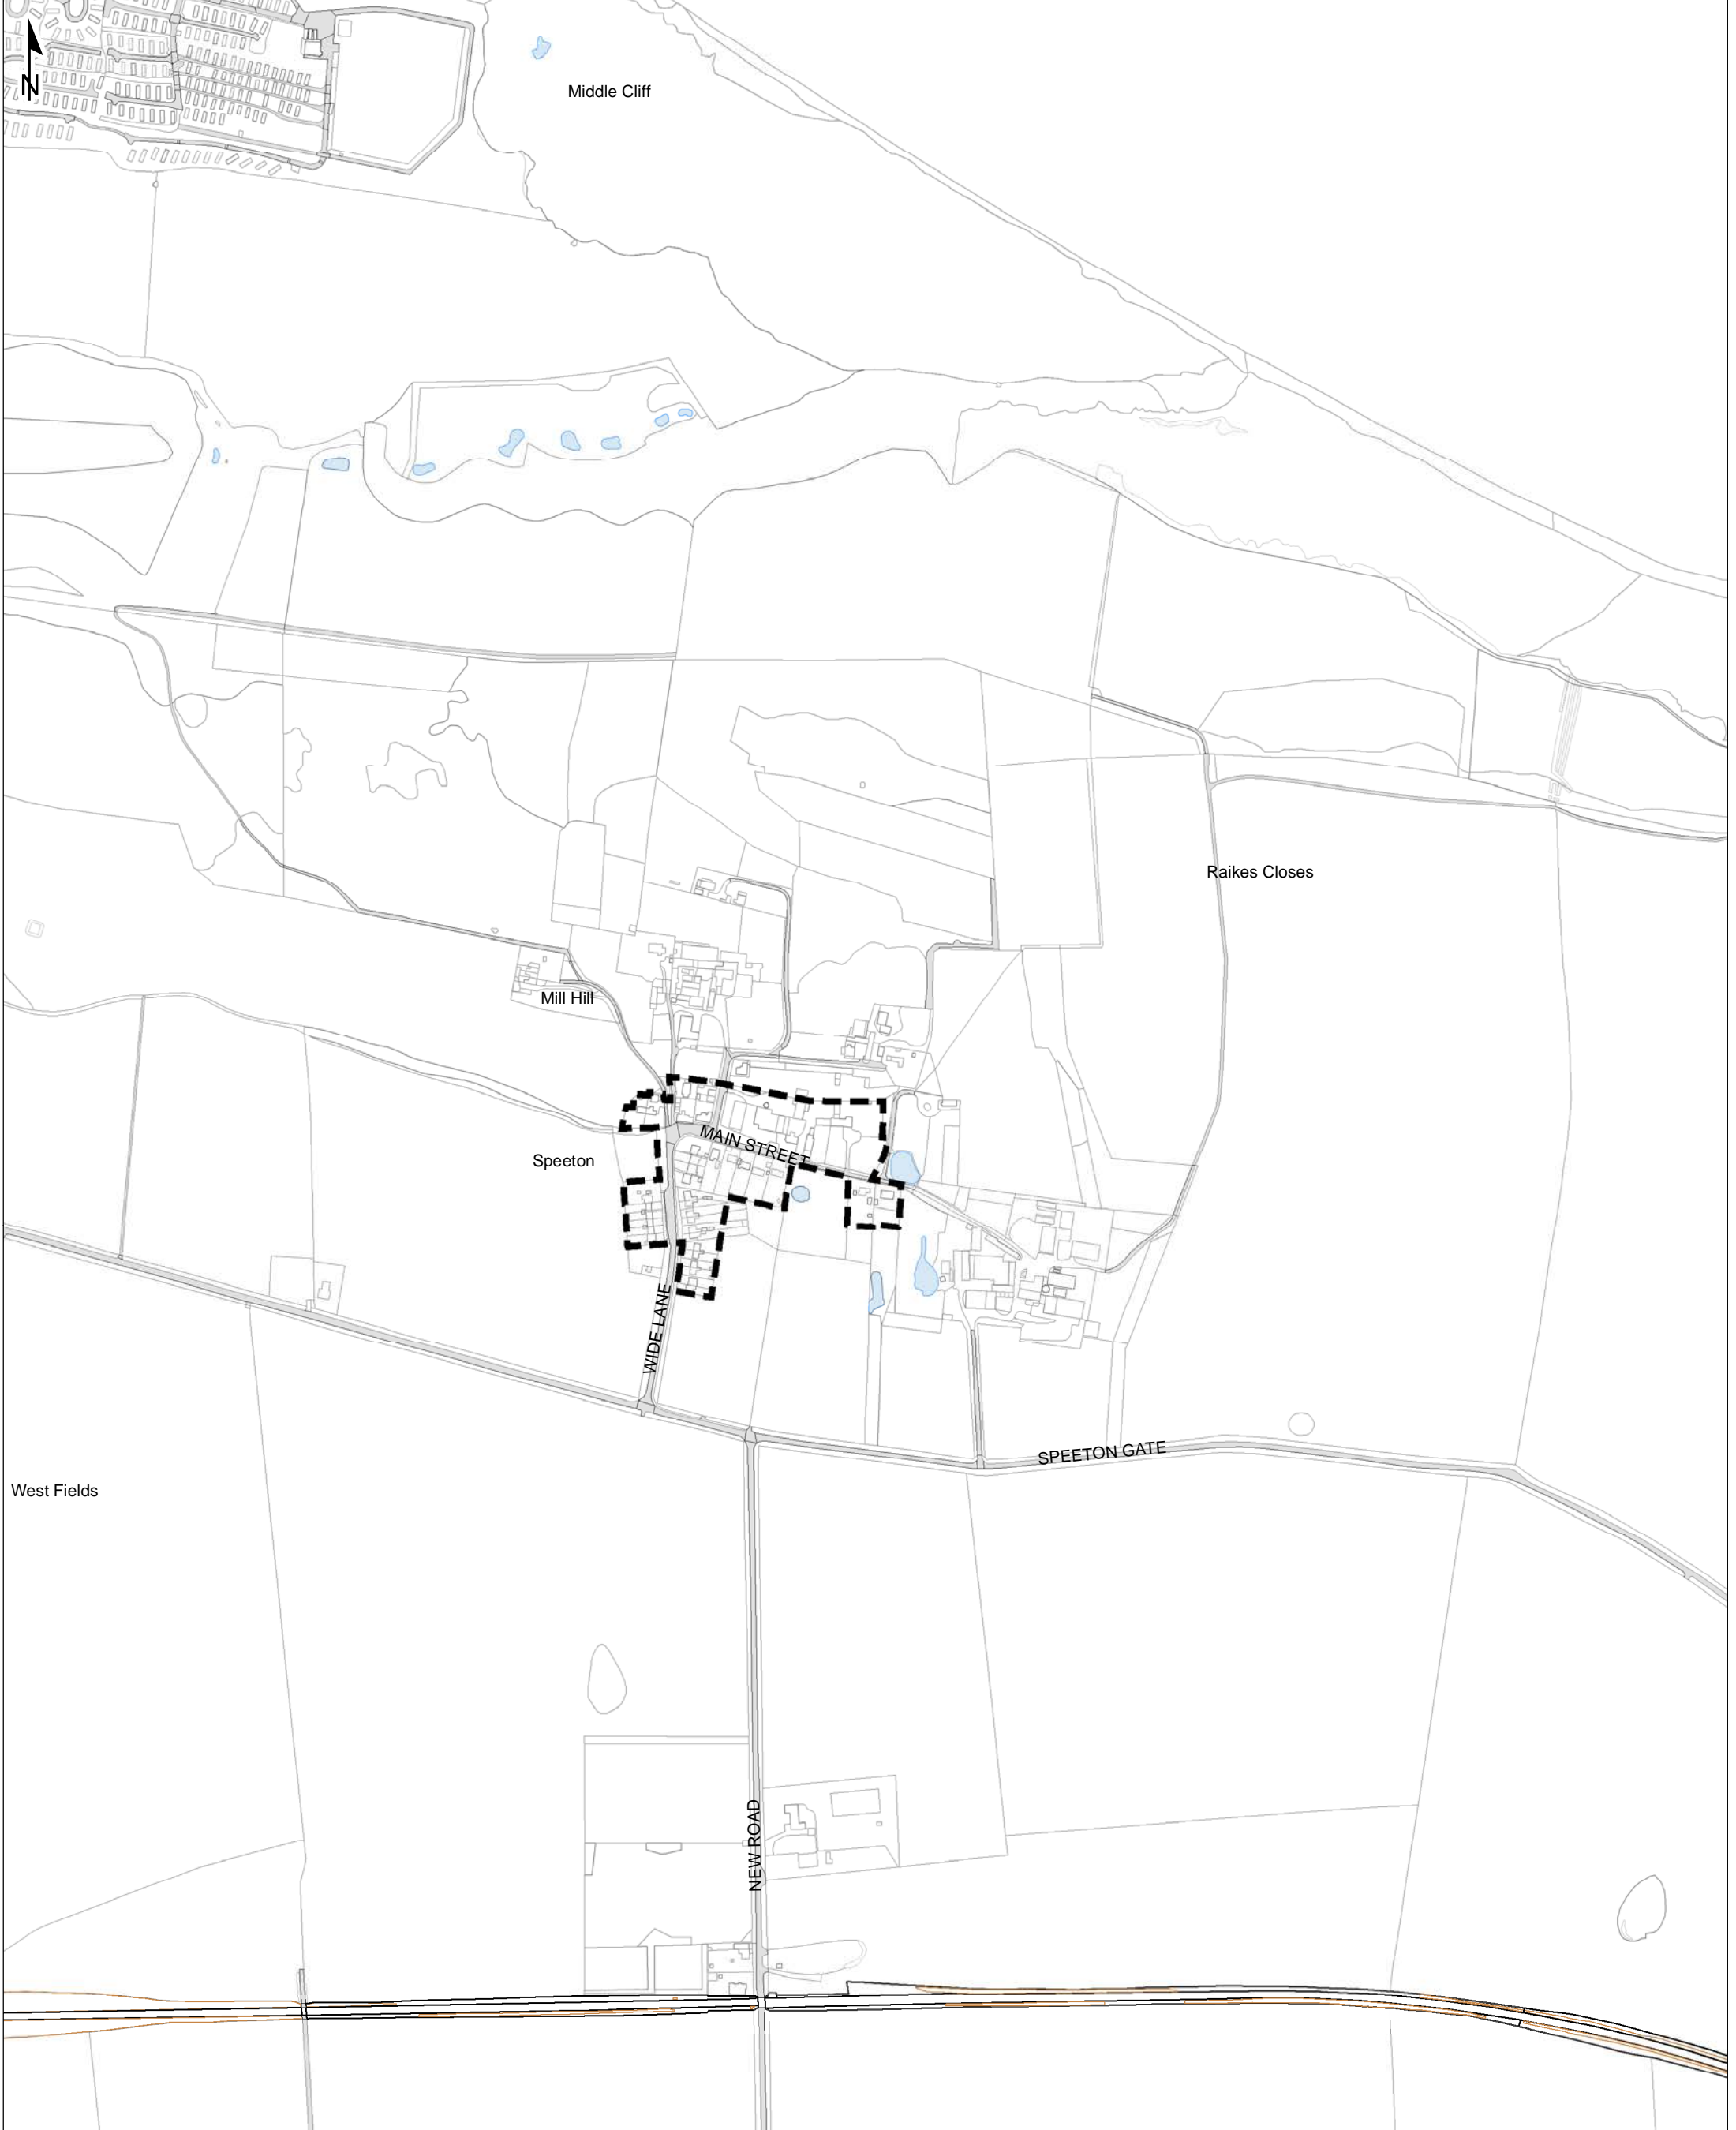 N
Middle Cliff
Raikes Closes
Mill Hill
MAIN STREET
Speeton
WIDE LANE
SPEETON GATE
West Fields
NEW ROAD